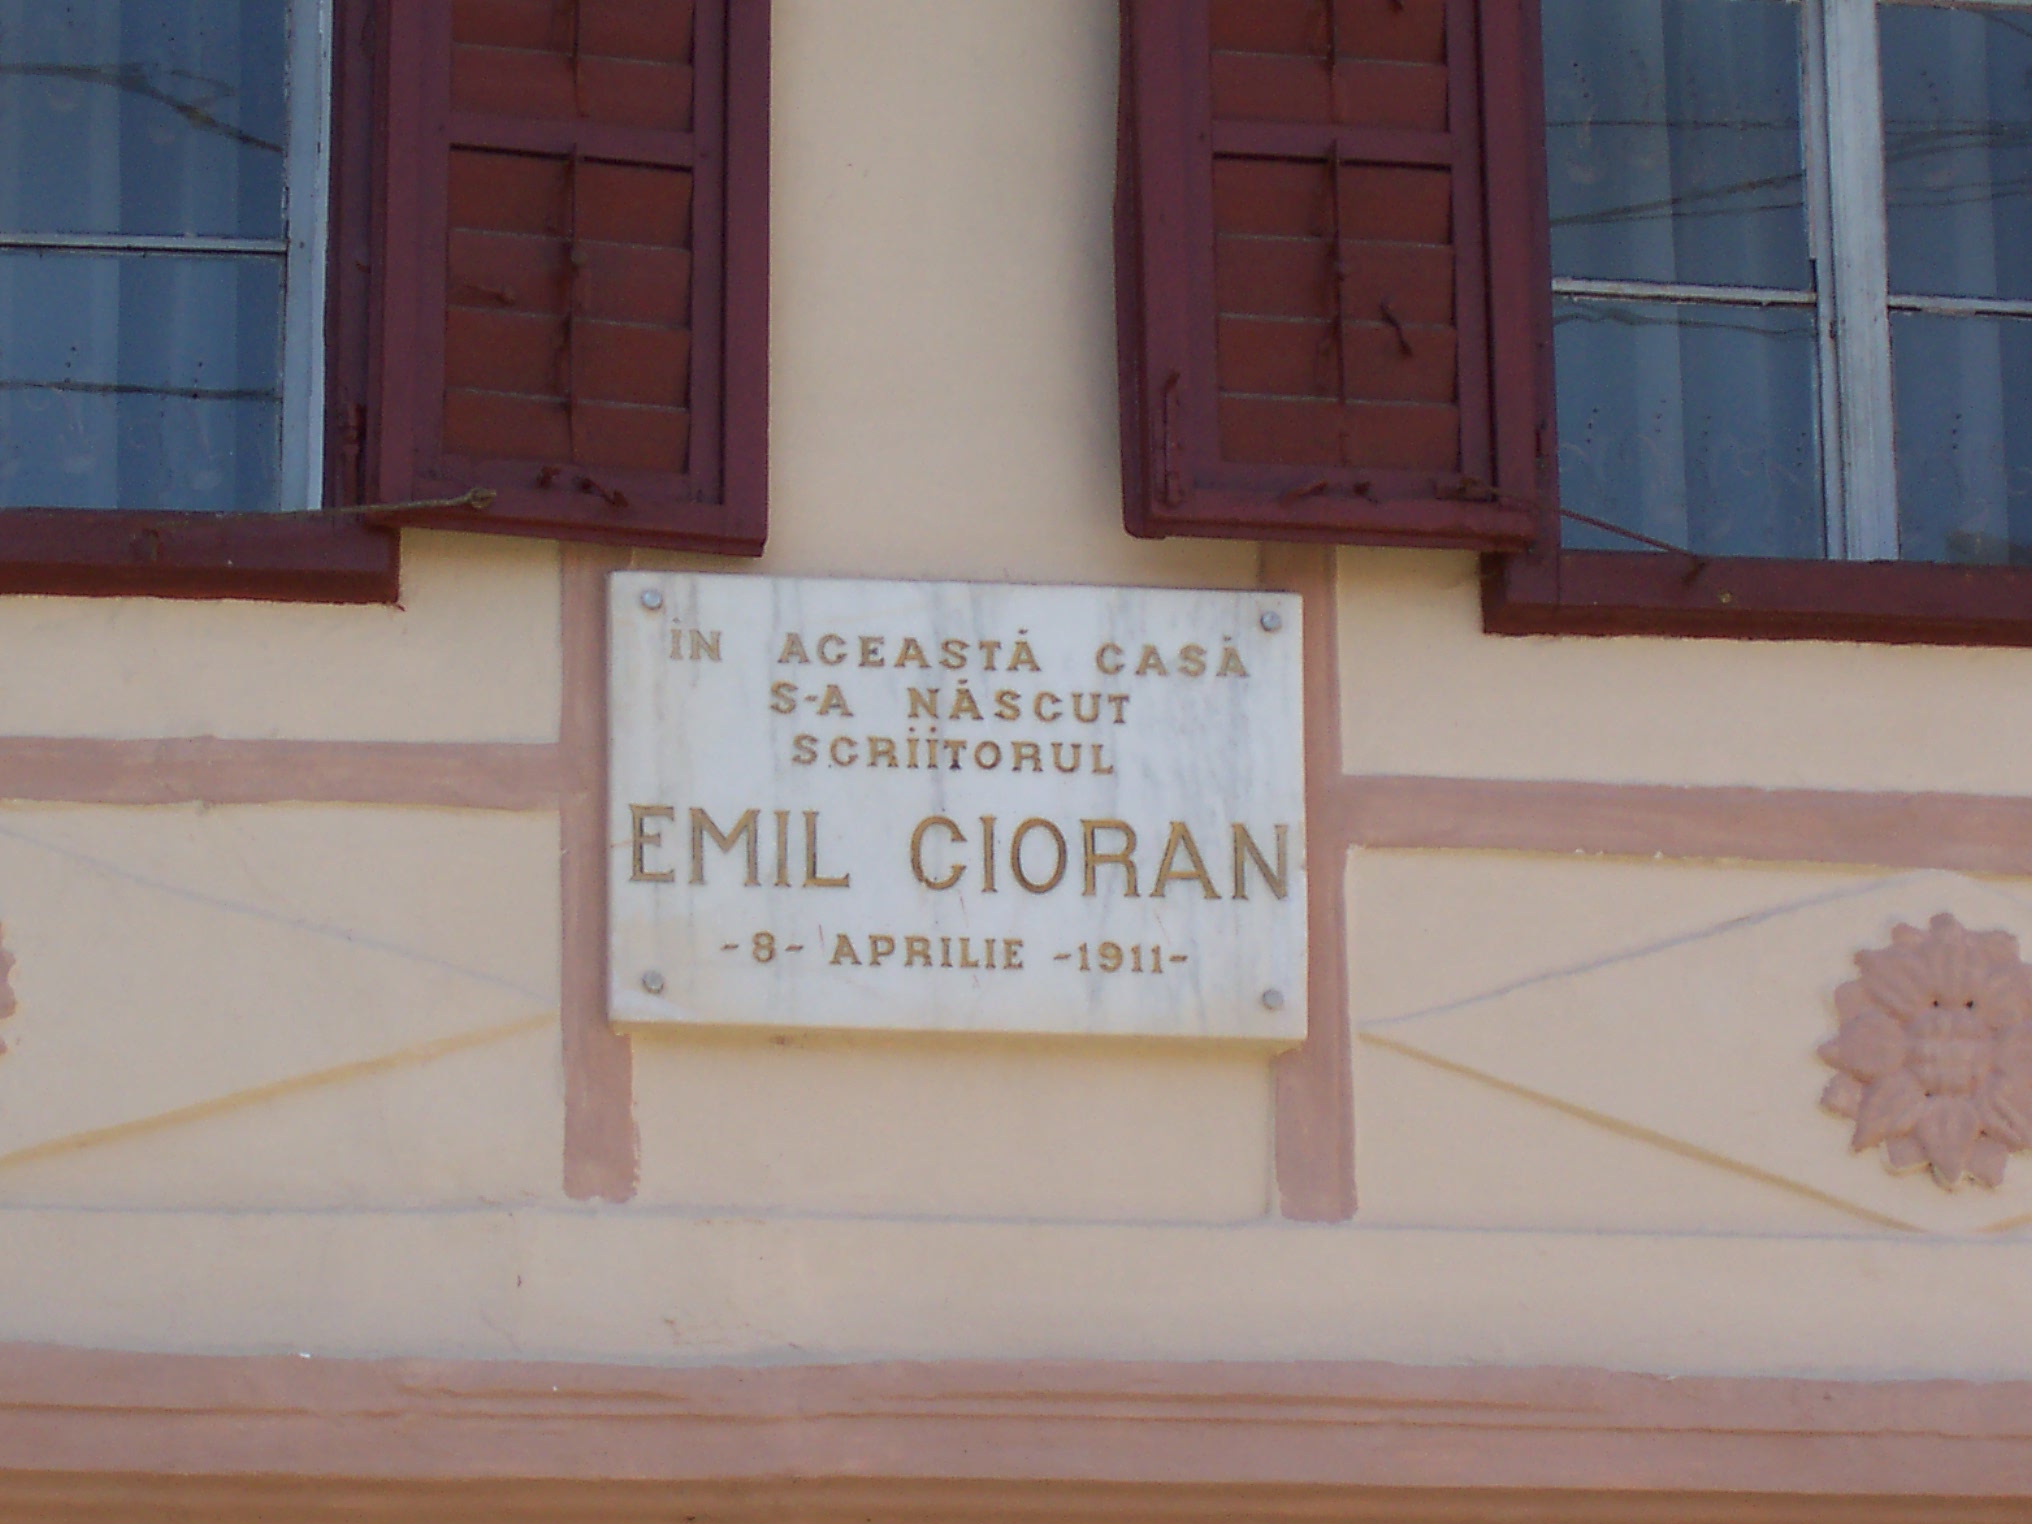 ÎN ACEASTĂ CASĂ
S-A NĂSCUT
SCRIITORUL
EMIL CIORAN
-8- APRILIE -1911-